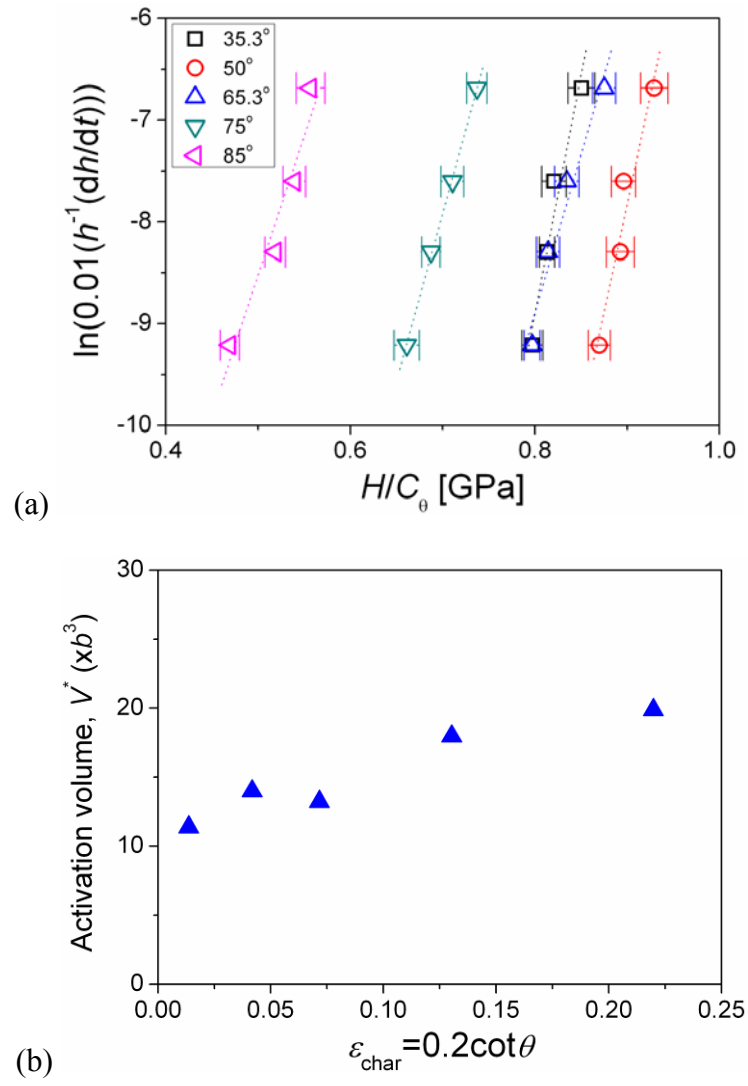 -6
-7
-8
-9
-10
ln(0.01(h⁻¹(dh/dt)))
35.3°
50°
65.3°
75°
85°
0.4 0.6 0.8 1.0
H/Cθ [GPa]
(a)
30
20
10
0
Activation volume, V* (xb³)
0.00 0.05 0.10 0.15 0.20 0.25
εchar=0.2cotθ
(b)